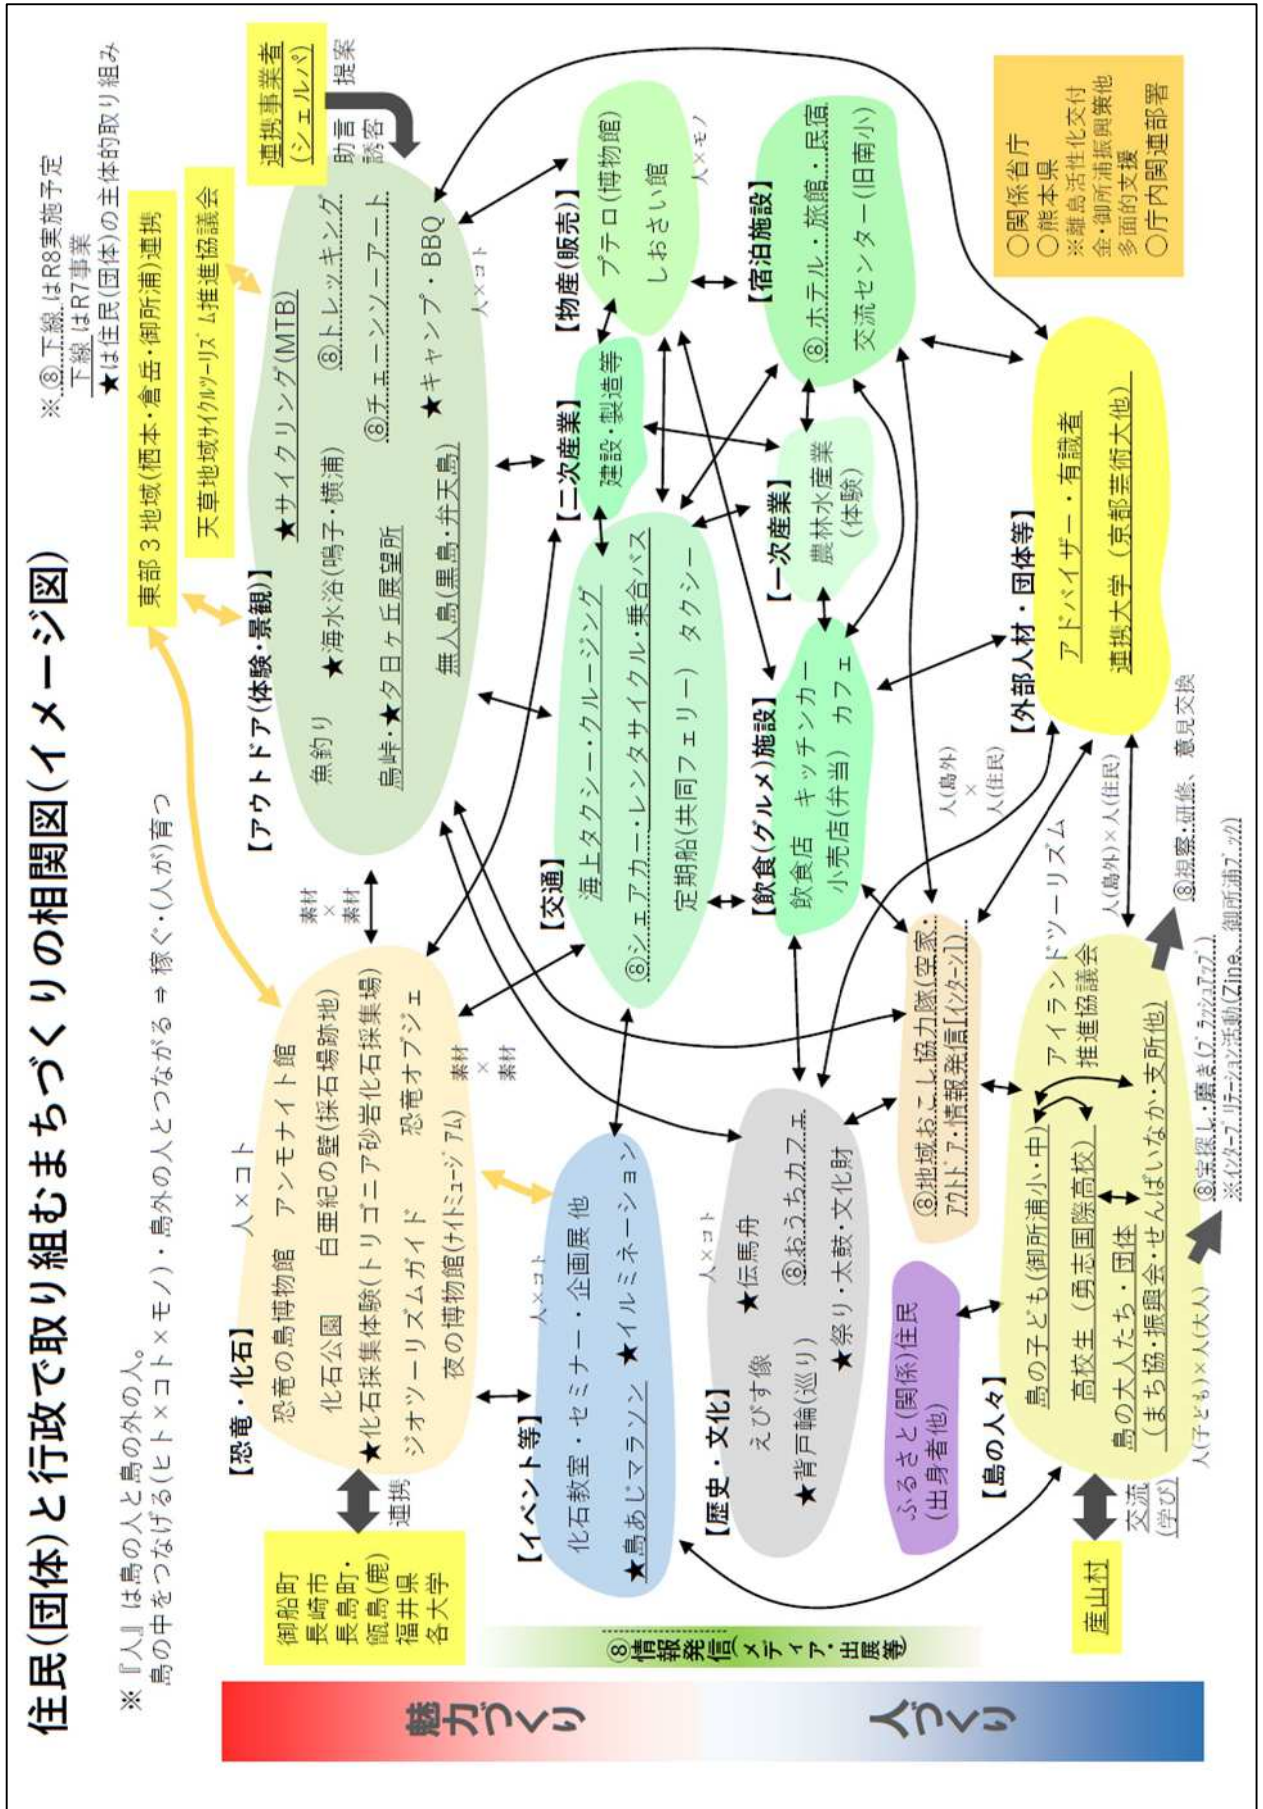 住民(団体)と行政で取り組むまちづくりの相関図(イメージ図)
※『人』は島の人と島の外の人。
島の中をつなげる(ヒト×コト×モノ)・島外の人とつながる ⇒ 稼ぐ・(人が)育つ
※⑧下線はR8実施予定
下線はR7事業
★は住民(団体)の主体的取り組み
魅力づくり
人づくり
⑧情報発信(メディア・出展等)
御船町
長崎市
長島町・
甑島(鹿)
福井県
各大学
連携
【恐竜・化石】
人×コト
恐竜の島博物館 アンモナイト館
化石公園 白亜紀の壁(採石場跡地)
★化石採集体験(トリゴニア砂岩化石採集場)
ジオツーリズムガイド 恐竜オブジェ
夜の博物館(ナイトミュージアム)
素材
×
素材
素材
×
素材
東部3地域(栖本・倉岳・御所浦)連携
天草地域サイクルツーリズム推進協議会
連携事業者
(シェルパ)
助言
誘客
提案
【アウトドア(体験・景観)】
★サイクリング(MTB)
魚釣り ★海水浴(鳴子・横浦) ⑧トレッキング
烏峠・★夕日ヶ丘展望所 ⑧チェーンソーアート
無人島(黒島・弁天島) ★キャンプ・BBQ
人×コト
【イベント等】
人×コト
化石教室・セミナー・企画展 他
★島あじマラソン ★イルミネーション
【交通】
海上タクシー・クルージング
⑧シェアカー・レンタサイクル・乗合バス
定期船(共同フェリー) タクシー
【二次産業】
建設・製造等
【物産(販売)】
プテロ(博物館)
しおさい館
人×モノ
【歴史・文化】
人×コト
えびす像 ★伝馬舟
★背戸輪(巡り) ⑧おうちカフェ
★祭り・太鼓・文化財
【飲食(グルメ)施設】
飲食店 キッチンカー
小売店(弁当) カフェ
【一次産業】
農林水産業
(体験)
【宿泊施設】
⑧ホテル・旅館・民宿
交流センター(旧南小)
ふるさと(関係)住民
(出身者他)
⑧地域おこし協力隊(空家・
アウトドア・情報発信[インターン])
人(島外)
×
人(住民)
【島の人々】
アイランドツーリズム
推進協議会
島の子ども(御所浦小・中)
高校生(勇志国際高校)
島の大人たち・団体
(まち協・振興会・せんばいなか・支所他)
人(子ども)×人(大人)
産山村
交流
(学び)
人(島外)×人(住民)
【外部人材・団体等】
アドバイザー・有識者
連携大学(京都芸術大他)
〇関係省庁
〇熊本県
※離島活性化交付
金・御所浦振興策他
多面的支援
〇庁内関連部署
⑧視察・研修、意見交換
⑧宝探し・磨き(ブラッシュアップ)
※インタープリテーション活動(Zine、御所浦ブック)